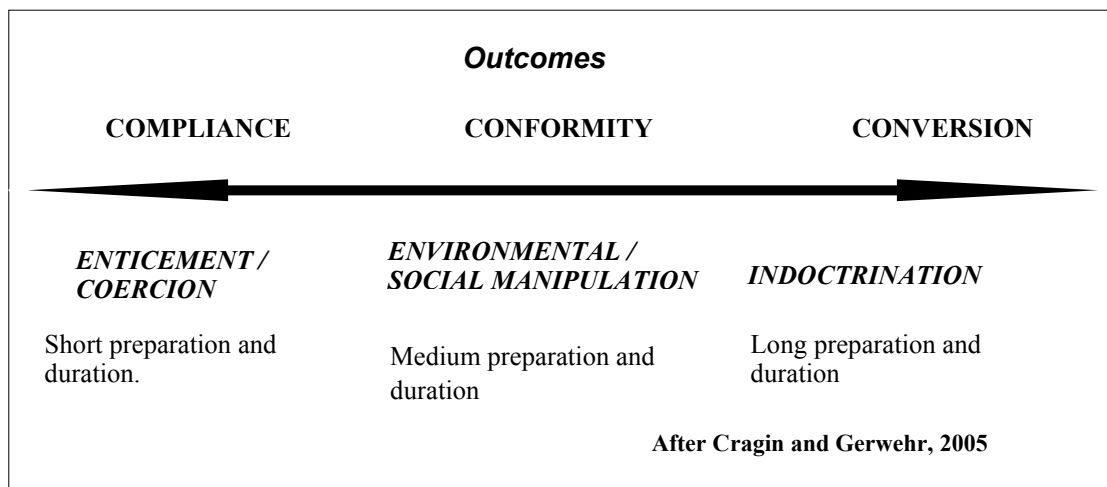 Outcomes
COMPLIANCE
CONFORMITY
CONVERSION
ENTICEMENT /
COERCION
Short preparation and
duration.
ENVIRONMENTAL /
SOCIAL MANIPULATION
Medium preparation and
duration
INDOCTRINATION
Long preparation and
duration
After Cragin and Gerwehr, 2005